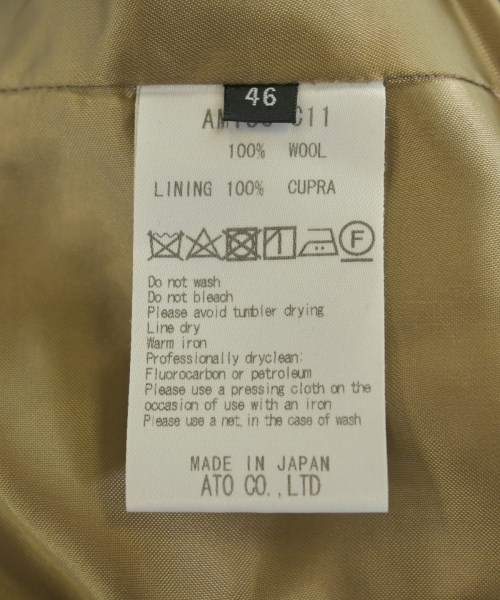 46
C11
100% WOOL
LINING 100% CUPRA
F
Do not wash
Do not bleach
Please avoid tumbler drying
Line dry
Warm iron
Professionally dryclean:
Fluorocarbon or petroleum
Please use a pressing cloth on the
occasion of use with an iron
Please use a net, in the case of wash
MADE IN JAPAN
ATO CO.,LTD